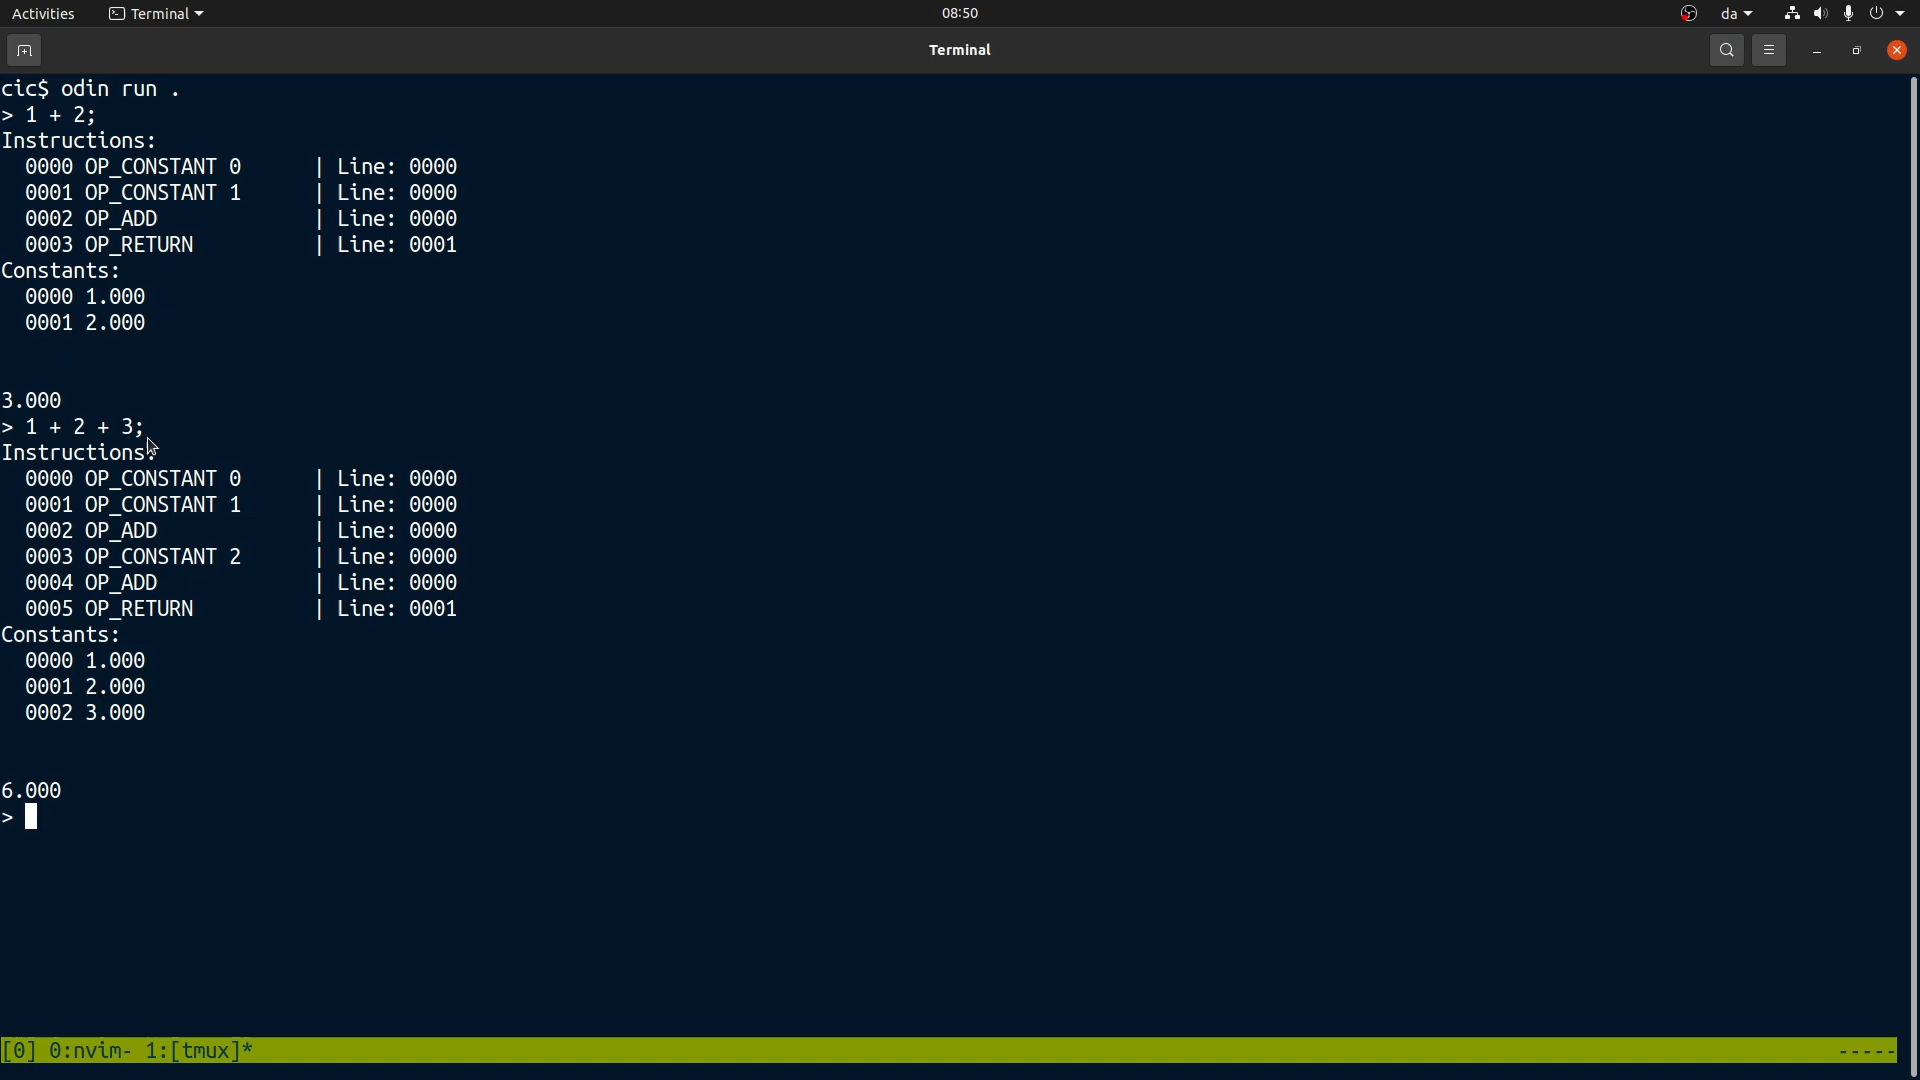 Activities Terminal 08:50 da
Terminal
cic$ odin run .
> 1 + 2;
Instructions:
  0000 OP_CONSTANT 0      | Line: 0000
  0001 OP_CONSTANT 1      | Line: 0000
  0002 OP_ADD             | Line: 0000
  0003 OP_RETURN          | Line: 0001
Constants:
  0000 1.000
  0001 2.000
3.000
> 1 + 2 + 3;
Instructions:
  0000 OP_CONSTANT 0      | Line: 0000
  0001 OP_CONSTANT 1      | Line: 0000
  0002 OP_ADD             | Line: 0000
  0003 OP_CONSTANT 2      | Line: 0000
  0004 OP_ADD             | Line: 0000
  0005 OP_RETURN          | Line: 0001
Constants:
  0000 1.000
  0001 2.000
  0002 3.000
6.000
>
[0] 0:nvim- 1:[tmux]* -----